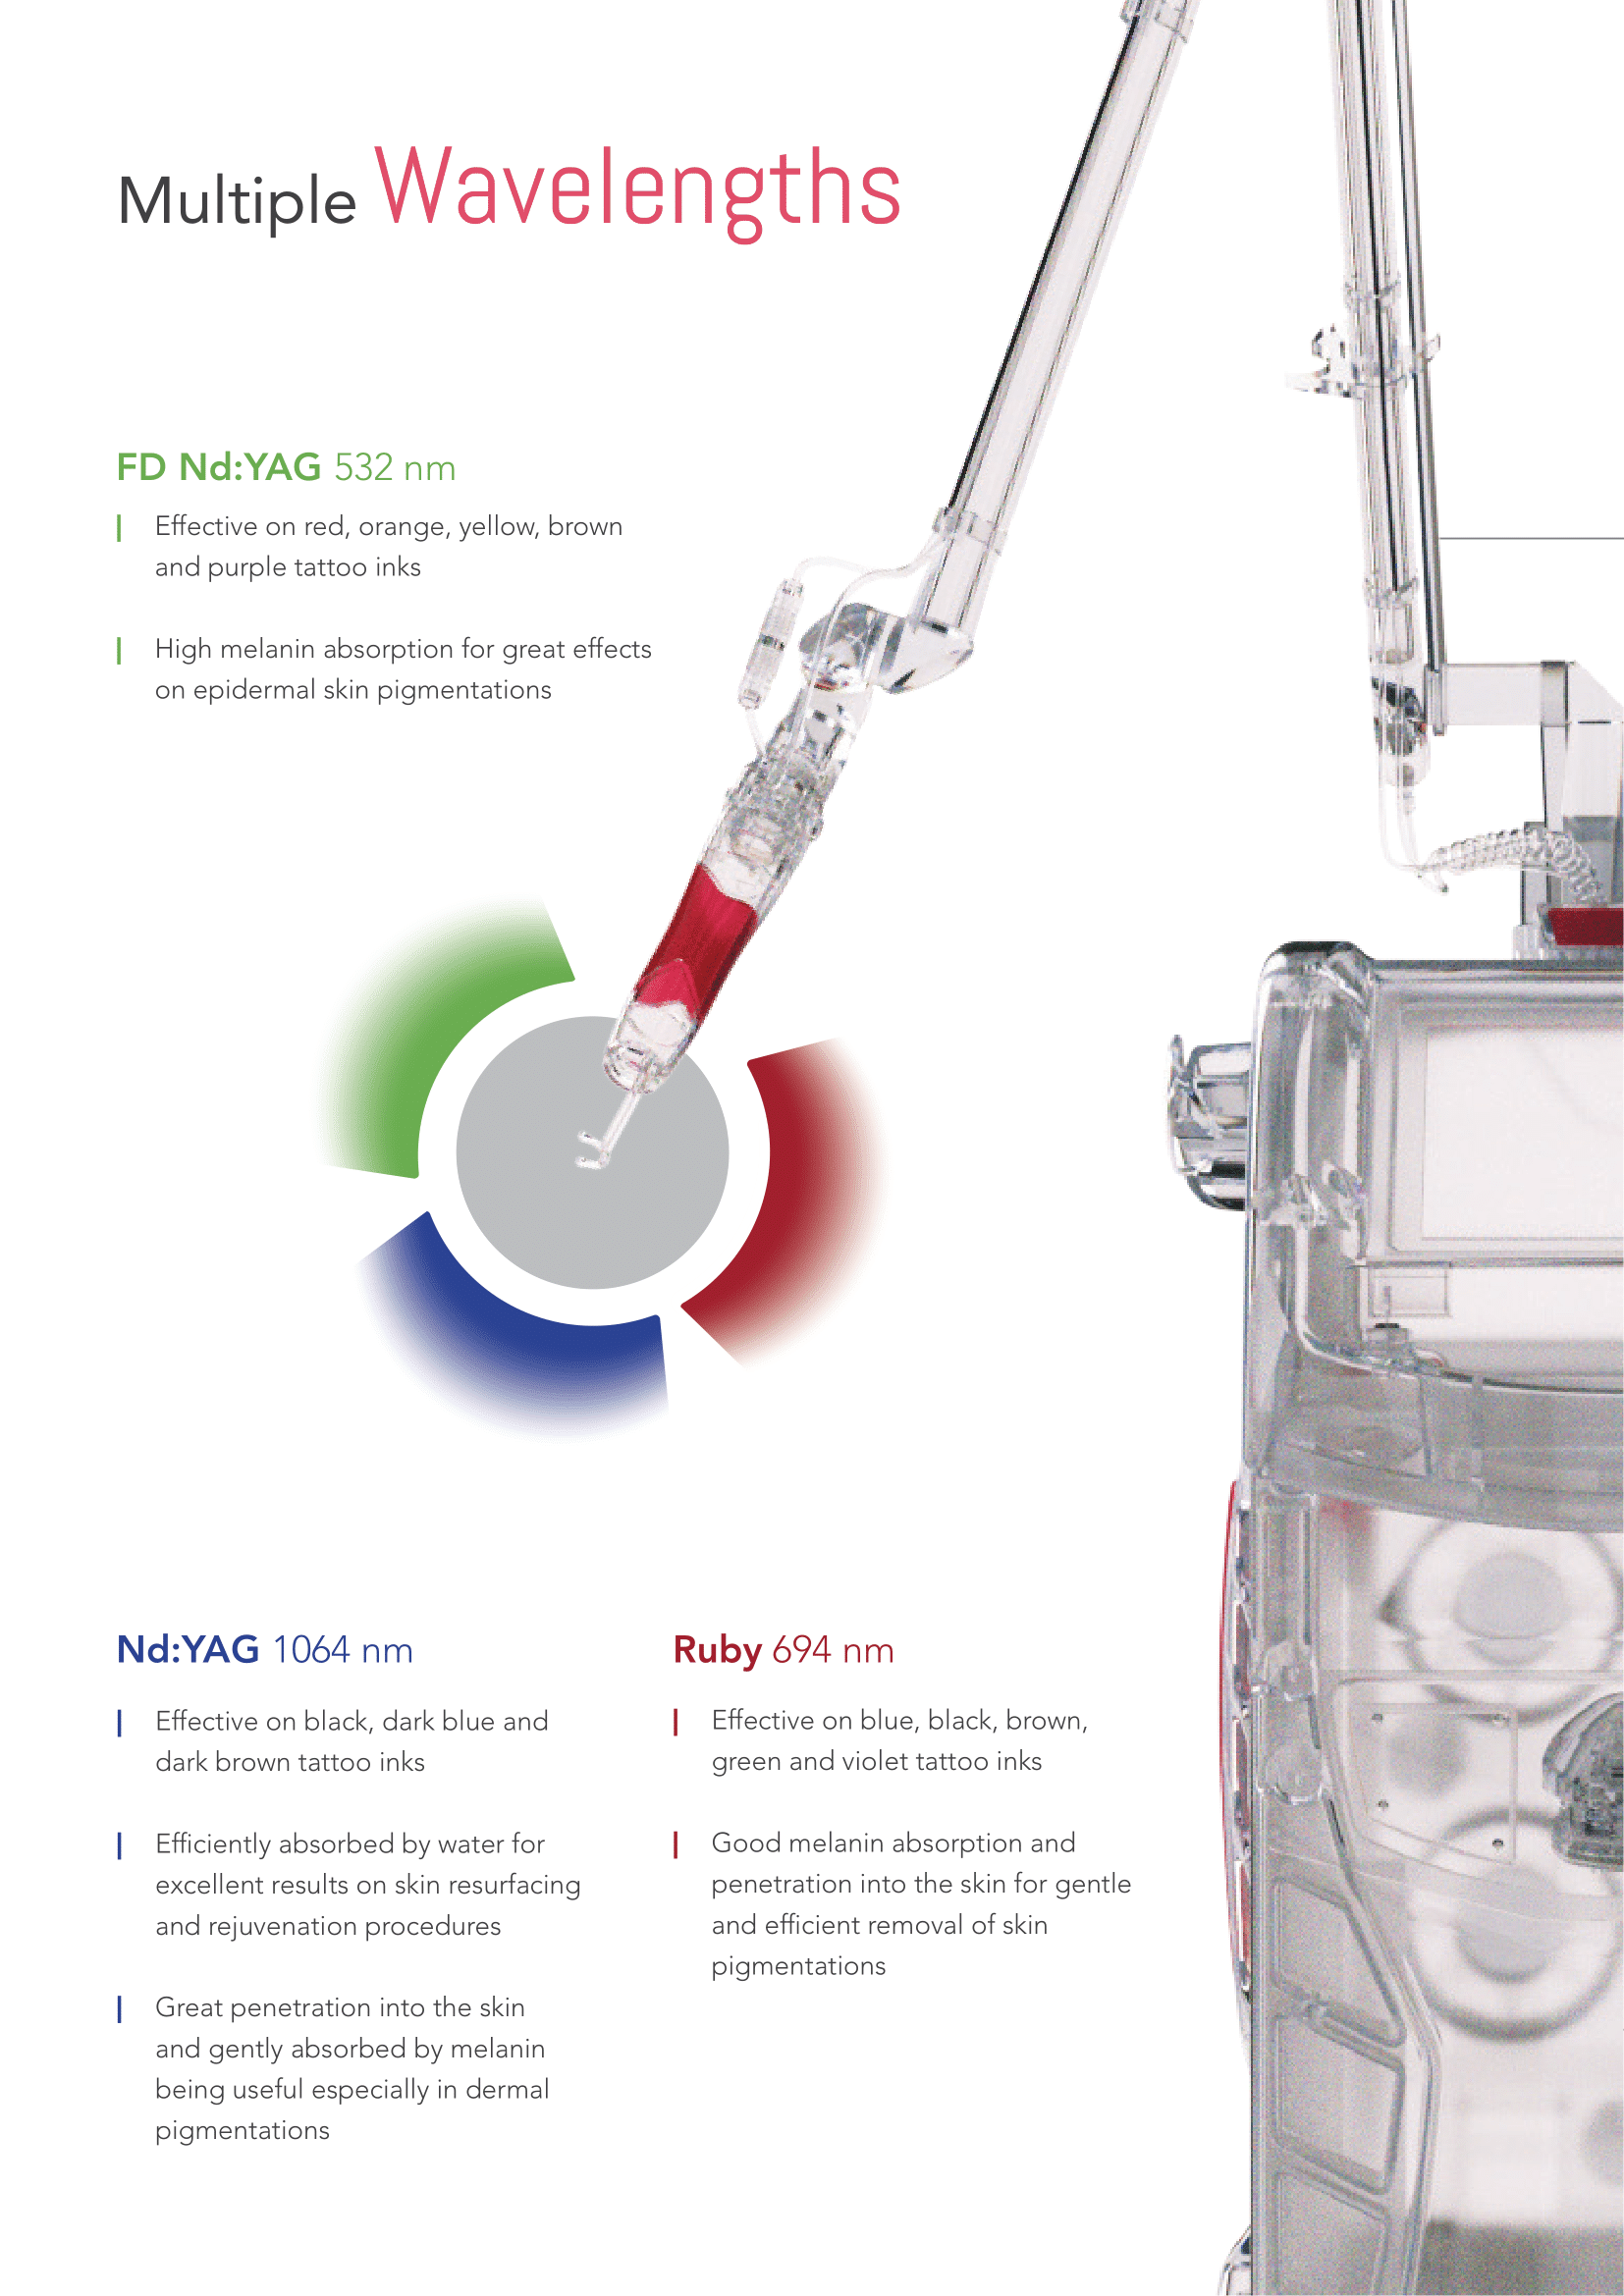 Multiple Wavelengths
FD Nd:YAG 532 nm
Effective on red, orange, yellow, brown
and purple tattoo inks
High melanin absorption for great effects
on epidermal skin pigmentations
Nd:YAG 1064 nm
Effective on black, dark blue and
dark brown tattoo inks
Efficiently absorbed by water for
excellent results on skin resurfacing
and rejuvenation procedures
Great penetration into the skin
and gently absorbed by melanin
being useful especially in dermal
pigmentations
Ruby 694 nm
Effective on blue, black, brown,
green and violet tattoo inks
Good melanin absorption and
penetration into the skin for gentle
and efficient removal of skin
pigmentations